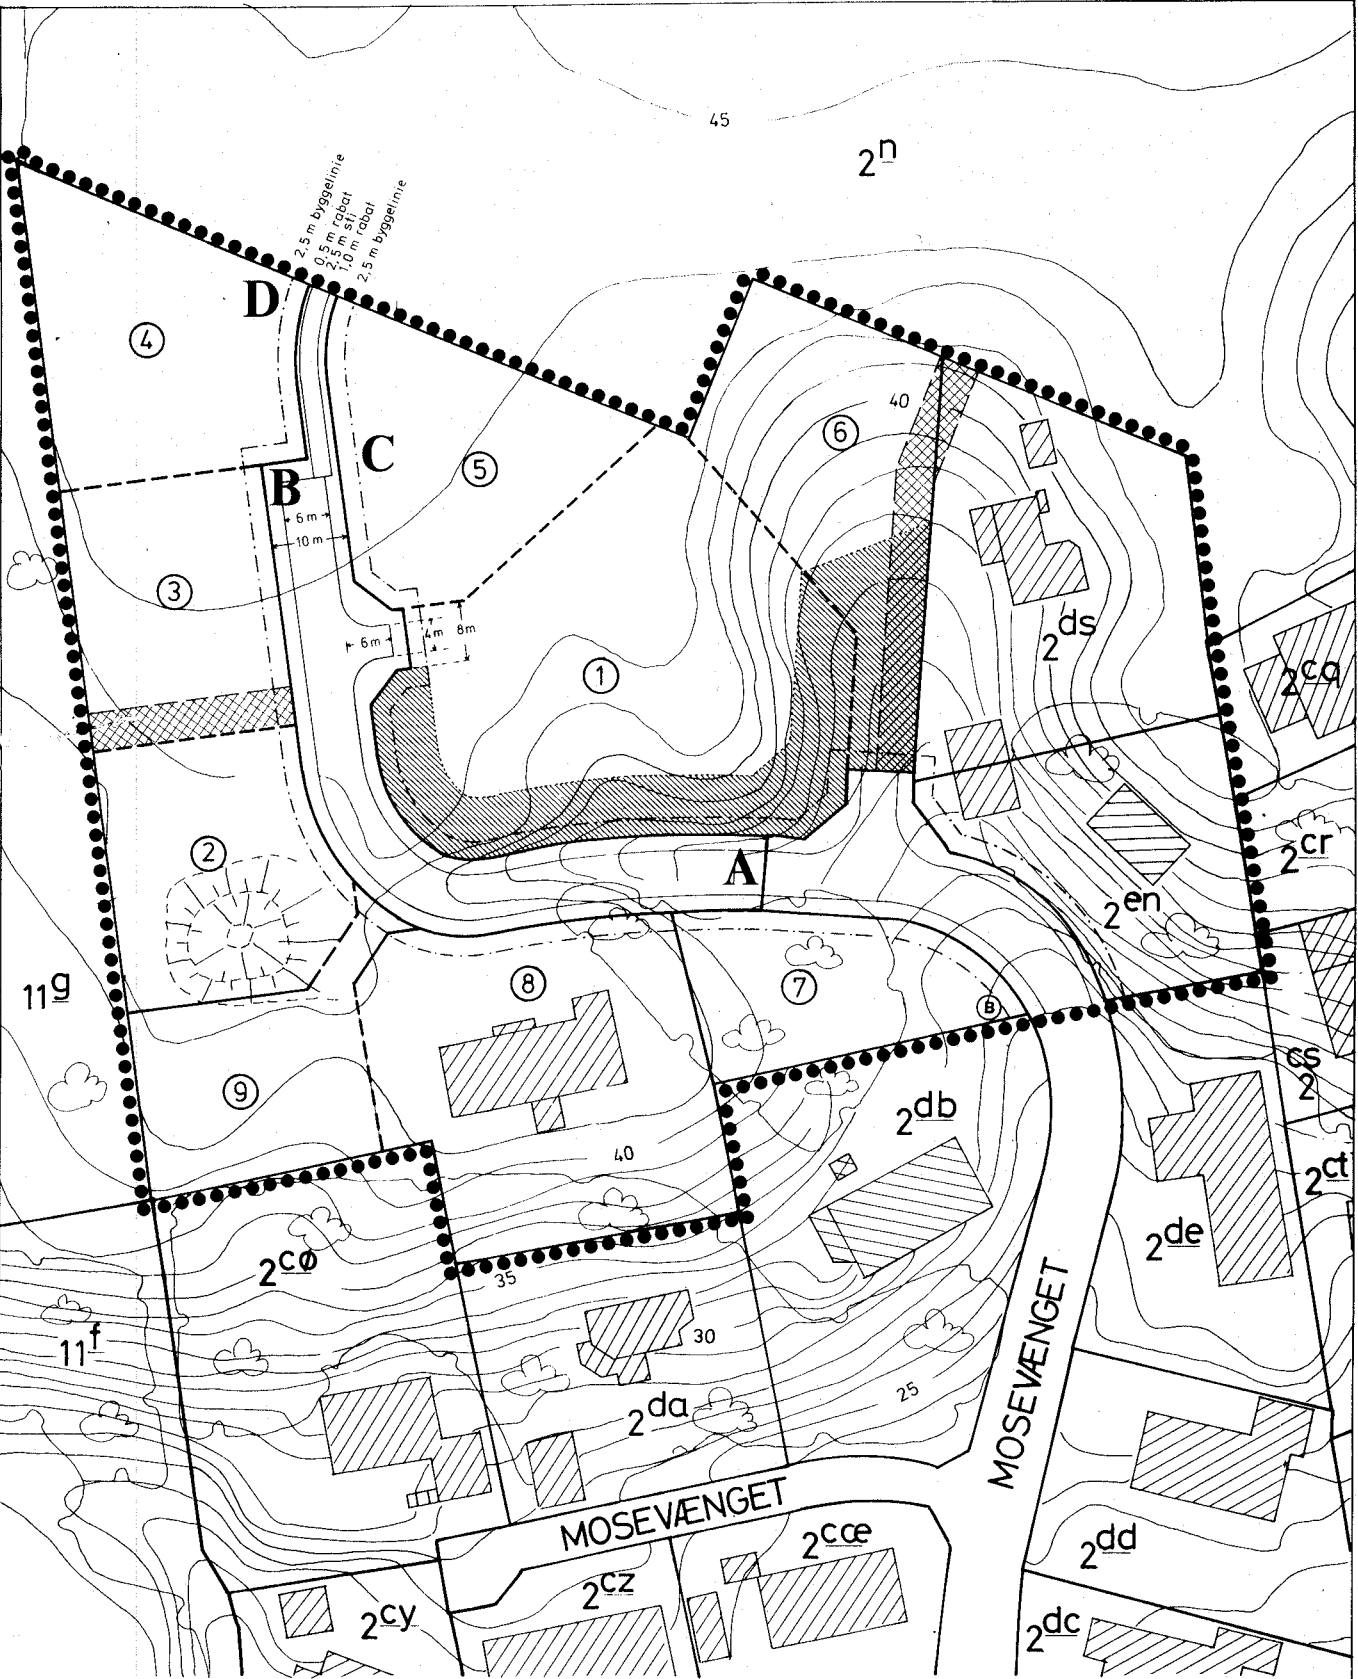 45
2n
2,5 m byggelinie
0,5 m rabat
2,5 m sti
1,0 m rabat
2,5 m byggelinie
D
4
40
6
C
5
B
6 m
10 m
3
2ds
6 m
4m
8m
1
2cq
2
A
2cr
2en
11g
8
7
B
cs
2
9
2db
40
2ct
2cø
2de
35
11f
30
25
2da
MOSEVÆNGET
MOSEVÆNGET
2cæ
2dd
2cz
2cy
2dc